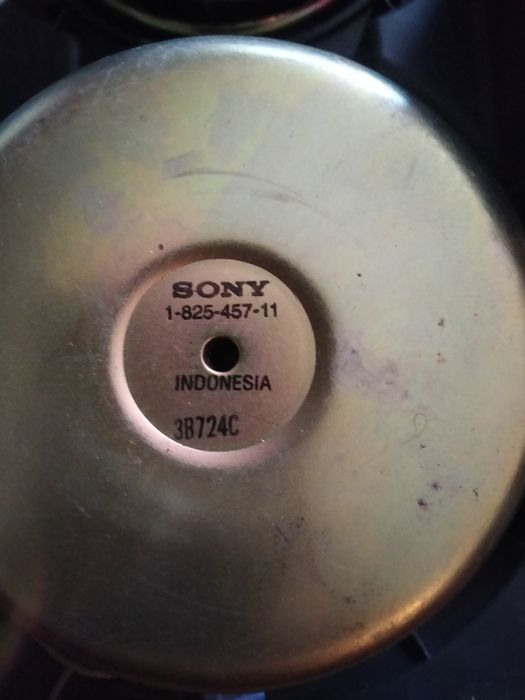 SONY
1-825-457-11
INDONESIA
3B724C